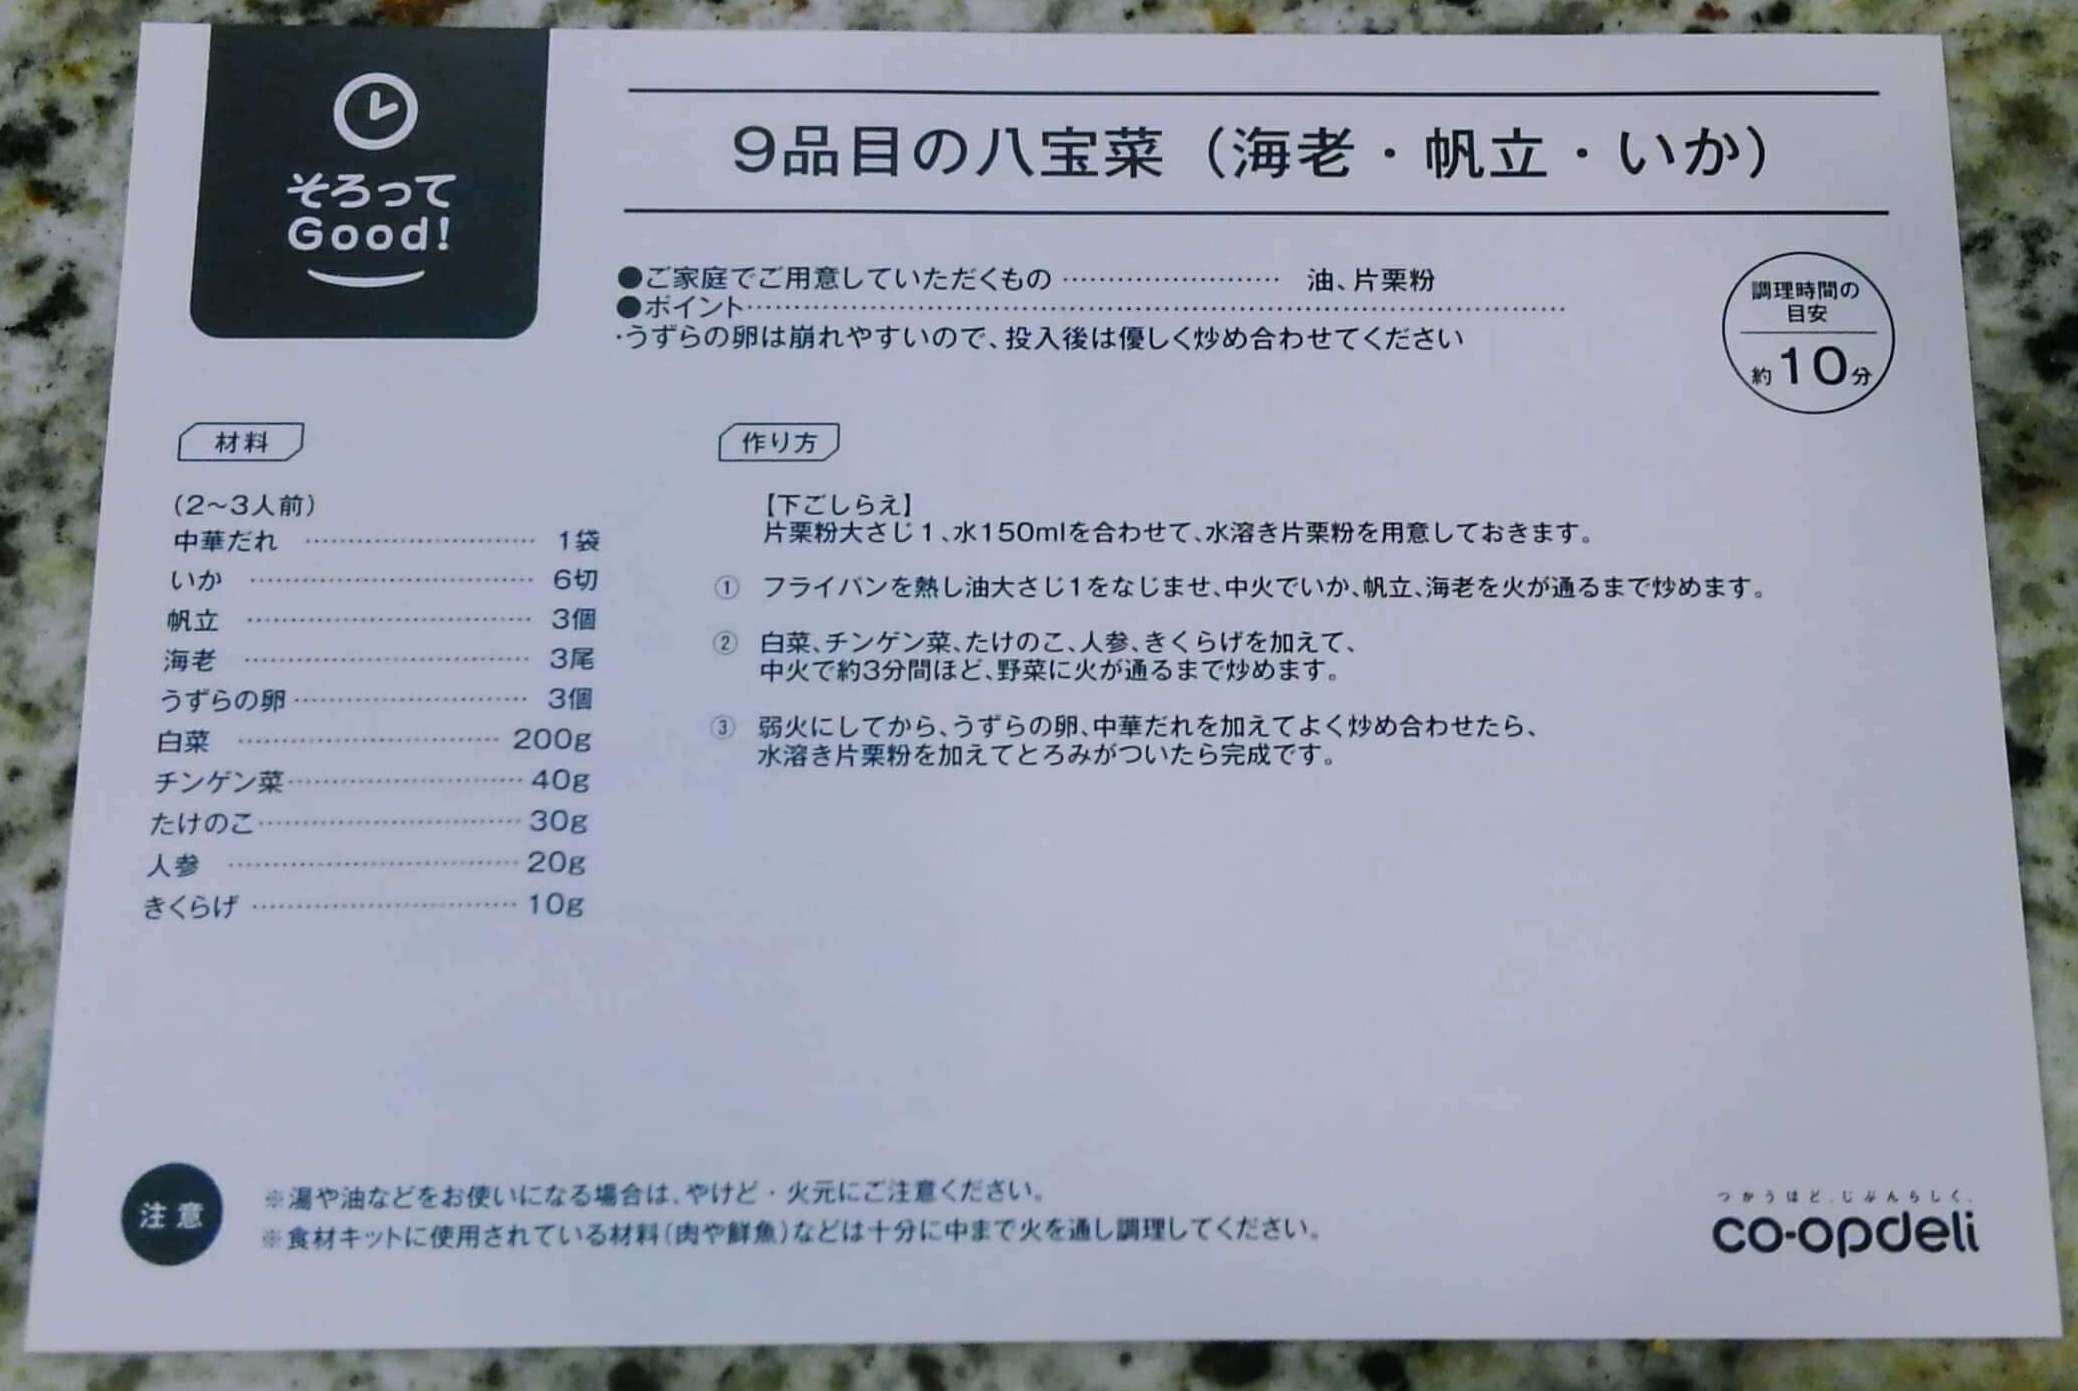 そろって
Good!
9品目の八宝菜（海老・帆立・いか）
●ご家庭でご用意していただくもの ……………………… 油、片栗粉
●ポイント………………………………………………………………………………
・うずらの卵は崩れやすいので、投入後は優しく炒め合わせてください
調理時間の
目安
約10分
材料
（2～3人前）
中華だれ ……………………… 1袋
いか ……………………………… 6切
帆立 ……………………………… 3個
海老 ……………………………… 3尾
うずらの卵 ……………………… 3個
白菜 …………………………… 200g
チンゲン菜 ……………………… 40g
たけのこ …………………………… 30g
人参 ……………………………… 20g
きくらげ …………………………… 10g
作り方
【下ごしらえ】
片栗粉大さじ1、水150mlを合わせて、水溶き片栗粉を用意しておきます。
① フライパンを熱し油大さじ1をなじませ、中火でいか、帆立、海老を火が通るまで炒めます。
② 白菜、チンゲン菜、たけのこ、人参、きくらげを加えて、
中火で約3分間ほど、野菜に火が通るまで炒めます。
③ 弱火にしてから、うずらの卵、中華だれを加えてよく炒め合わせたら、
水溶き片栗粉を加えてとろみがついたら完成です。
注意
※湯や油などをお使いになる場合は、やけど・火元にご注意ください。
※食材キットに使用されている材料（肉や鮮魚）などは十分に中まで火を通し調理してください。
つかうほど、じぶんらしく。
co-opdeli